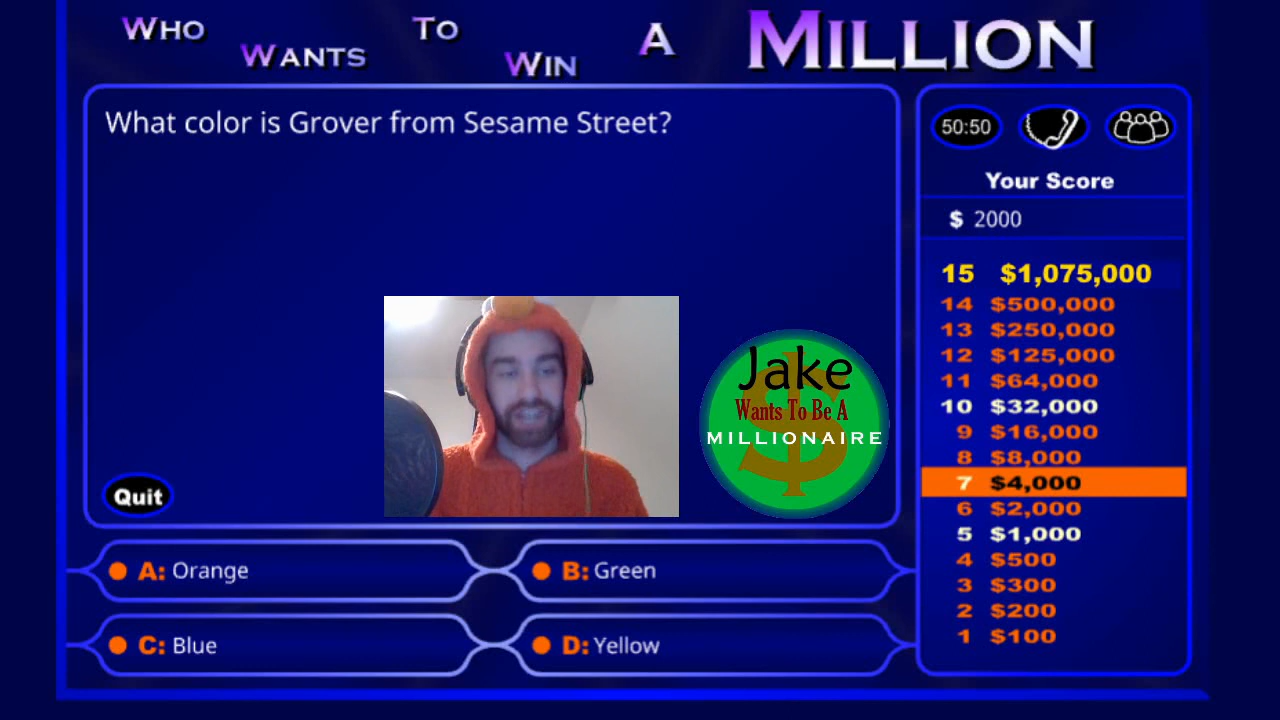 Who Wants To Win A Million
What color is Grover from Sesame Street?
50:50
Your Score
$ 2000
15 $1,075,000
14 $500,000
13 $250,000
12 $125,000
11 $64,000
10 $32,000
9 $16,000
8 $8,000
7 $4,000
6 $2,000
5 $1,000
4 $500
3 $300
2 $200
1 $100
Jake
Wants To Be A
MILLIONAIRE
$
Quit
A: Orange
B: Green
C: Blue
D: Yellow